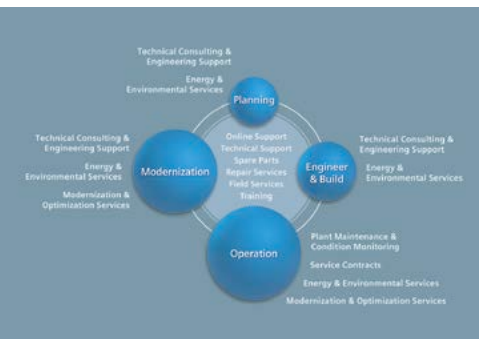 Technical Consulting &
Engineering Support
Energy &
Environmental Services
Planning
Online Support
Technical Support
Spare Parts
Repair Services
Field Services
Training
Technical Consulting &
Engineering Support
Energy &
Environmental Services
Modernization &
Optimization Services
Modernization
Engineer
& Build
Technical Consulting &
Engineering Support
Energy &
Environmental Services
Operation
Plant Maintenance &
Condition Monitoring
Service Contracts
Energy & Environmental Services
Modernization & Optimization Services